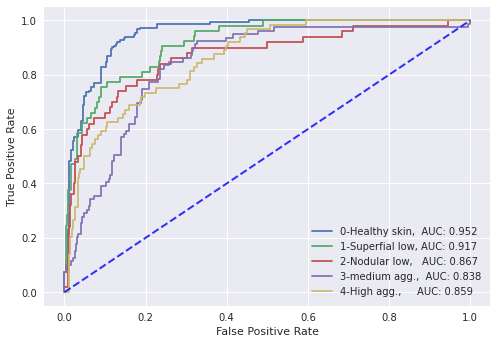 1.0
0.8
0.6
0.4
0.2
0.0
True Positive Rate
0-Healthy skin, AUC: 0.952
1-Superfial low, AUC: 0.917
2-Nodular low, AUC: 0.867
3-medium agg., AUC: 0.838
4-High agg., AUC: 0.859
0.0 0.2 0.4 0.6 0.8 1.0
False Positive Rate